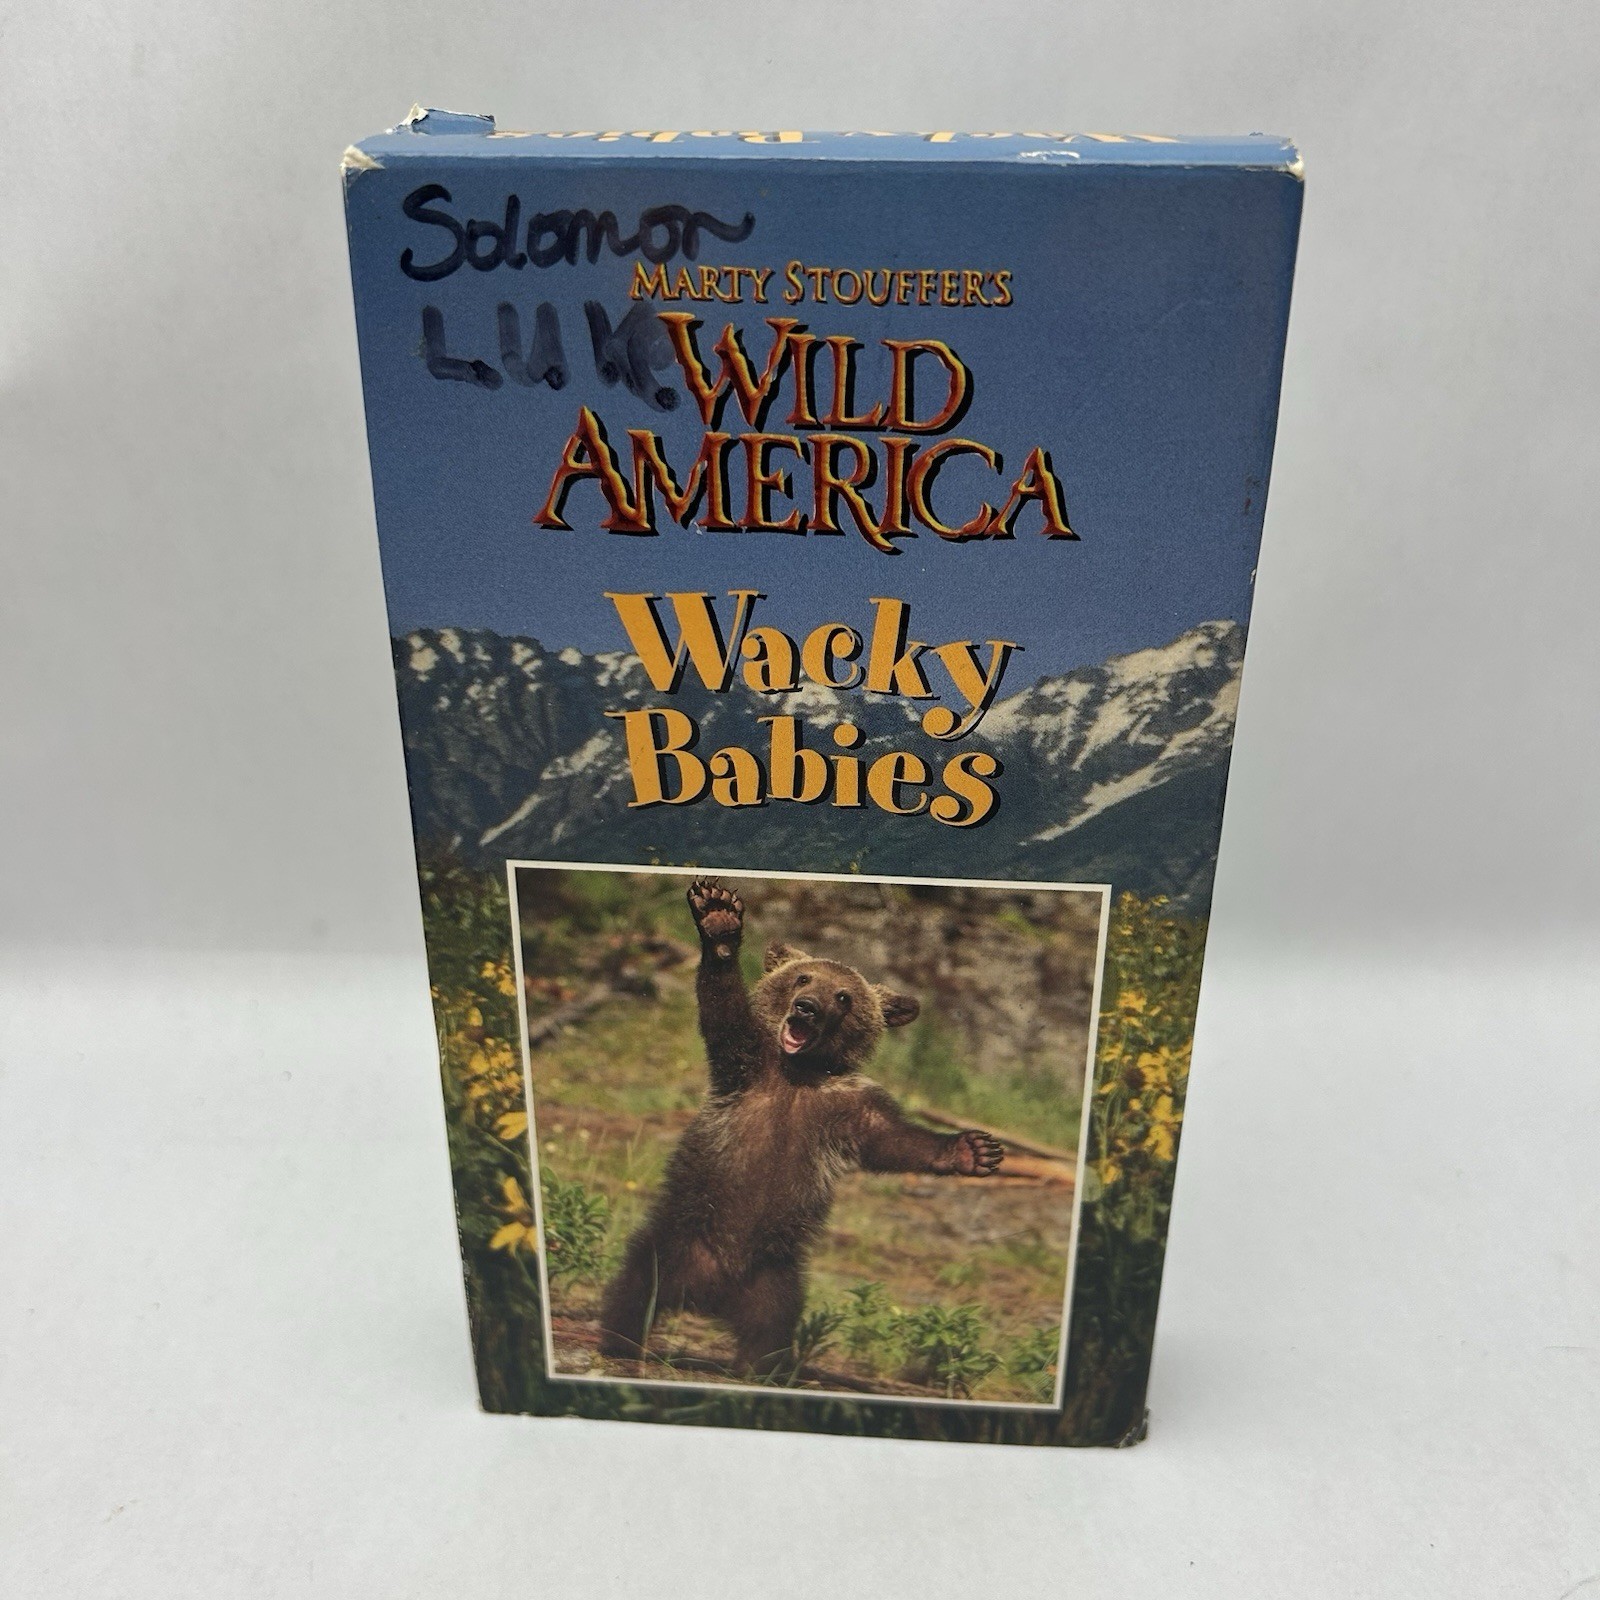 Wacky Babies
Solomon
L.U.K.
MARTY STOUFFER'S
WILD
AMERICA
Wacky
Babies